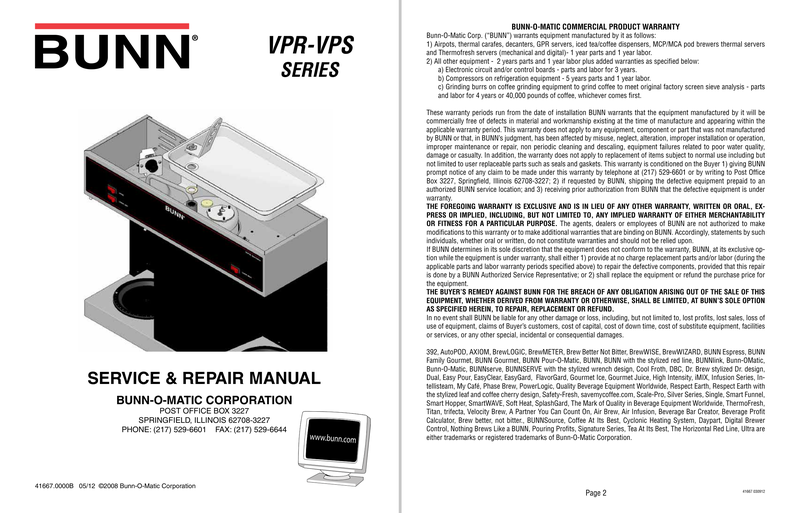 BUNN®
VPR-VPS
SERIES
BUNN®
SERVICE & REPAIR MANUAL
BUNN-O-MATIC CORPORATION
POST OFFICE BOX 3227
SPRINGFIELD, ILLINOIS 62708-3227
PHONE: (217) 529-6601 FAX: (217) 529-6644
www.bunn.com
41667.0000B 05/12 ©2008 Bunn-O-Matic Corporation
BUNN-O-MATIC COMMERCIAL PRODUCT WARRANTY
Bunn-O-Matic Corp. (“BUNN”) warrants equipment manufactured by it as follows:
1) Airpots, thermal carafes, decanters, GPR servers, iced tea/coffee dispensers, MCP/MCA pod brewers thermal servers
and Thermofresh servers (mechanical and digital)- 1 year parts and 1 year labor.
2) All other equipment - 2 years parts and 1 year labor plus added warranties as specified below:
a) Electronic circuit and/or control boards - parts and labor for 3 years.
b) Compressors on refrigeration equipment - 5 years parts and 1 year labor.
c) Grinding burrs on coffee grinding equipment to grind coffee to meet original factory screen sieve analysis - parts
and labor for 4 years or 40,000 pounds of coffee, whichever comes first.
These warranty periods run from the date of installation BUNN warrants that the equipment manufactured by it will be
commercially free of defects in material and workmanship existing at the time of manufacture and appearing within the
applicable warranty period. This warranty does not apply to any equipment, component or part that was not manufactured
by BUNN or that, in BUNN’s judgment, has been affected by misuse, neglect, alteration, improper installation or operation,
improper maintenance or repair, non periodic cleaning and descaling, equipment failures related to poor water quality,
damage or casualty. In addition, the warranty does not apply to replacement of items subject to normal use including but
not limited to user replaceable parts such as seals and gaskets. This warranty is conditioned on the Buyer 1) giving BUNN
prompt notice of any claim to be made under this warranty by telephone at (217) 529-6601 or by writing to Post Office
Box 3227, Springfield, Illinois 62708-3227; 2) if requested by BUNN, shipping the defective equipment prepaid to an
authorized BUNN service location; and 3) receiving prior authorization from BUNN that the defective equipment is under
warranty.
THE FOREGOING WARRANTY IS EXCLUSIVE AND IS IN LIEU OF ANY OTHER WARRANTY, WRITTEN OR ORAL, EX-
PRESS OR IMPLIED, INCLUDING, BUT NOT LIMITED TO, ANY IMPLIED WARRANTY OF EITHER MERCHANTABILITY
OR FITNESS FOR A PARTICULAR PURPOSE. The agents, dealers or employees of BUNN are not authorized to make
modifications to this warranty or to make additional warranties that are binding on BUNN. Accordingly, statements by such
individuals, whether oral or written, do not constitute warranties and should not be relied upon.
If BUNN determines in its sole discretion that the equipment does not conform to the warranty, BUNN, at its exclusive op-
tion while the equipment is under warranty, shall either 1) provide at no charge replacement parts and/or labor (during the
applicable parts and labor warranty periods specified above) to repair the defective components, provided that this repair
is done by a BUNN Authorized Service Representative; or 2) shall replace the equipment or refund the purchase price for
the equipment.
THE BUYER’S REMEDY AGAINST BUNN FOR THE BREACH OF ANY OBLIGATION ARISING OUT OF THE SALE OF THIS
EQUIPMENT, WHETHER DERIVED FROM WARRANTY OR OTHERWISE, SHALL BE LIMITED, AT BUNN’S SOLE OPTION
AS SPECIFIED HEREIN, TO REPAIR, REPLACEMENT OR REFUND.
In no event shall BUNN be liable for any other damage or loss, including, but not limited to, lost profits, lost sales, loss of
use of equipment, claims of Buyer’s customers, cost of capital, cost of down time, cost of substitute equipment, facilities
or services, or any other special, incidental or consequential damages.
392, AutoPOD, AXIOM, BrewLOGIC, BrewMETER, Brew Better Not Bitter, BrewWISE, BrewWIZARD, BUNN Espress, BUNN
Family Gourmet, BUNN Gourmet, BUNN Pour-O-Matic, BUNN, BUNN with the stylized red line, BUNNlink, Bunn-OMatic,
Bunn-O-Matic, BUNNserve, BUNNSERVE with the stylized wrench design, Cool Froth, DBC, Dr. Brew stylized Dr. design,
Dual, Easy Pour, EasyClear, EasyGard, FlavorGard, Gourmet Ice, Gourmet Juice, High Intensity, iMIX, Infusion Series, In-
tellisteam, My Café, Phase Brew, PowerLogic, Quality Beverage Equipment Worldwide, Respect Earth, Respect Earth with
the stylized leaf and coffee cherry design, Safety-Fresh, savemycoffee.com, Scale-Pro, Silver Series, Single, Smart Funnel,
Smart Hopper, SmartWAVE, Soft Heat, SplashGard, The Mark of Quality in Beverage Equipment Worldwide, ThermoFresh,
Titan, trifecta, Velocity Brew, A Partner You Can Count On, Air Brew, Air Infusion, Beverage Bar Creator, Beverage Profit
Calculator, Brew better, not bitter., BUNNSource, Coffee At Its Best, Cyclonic Heating System, Daypart, Digital Brewer
Control, Nothing Brews Like a BUNN, Pouring Profits, Signature Series, Tea At Its Best, The Horizontal Red Line, Ultra are
either trademarks or registered trademarks of Bunn-O-Matic Corporation.
Page 2
41667 050912